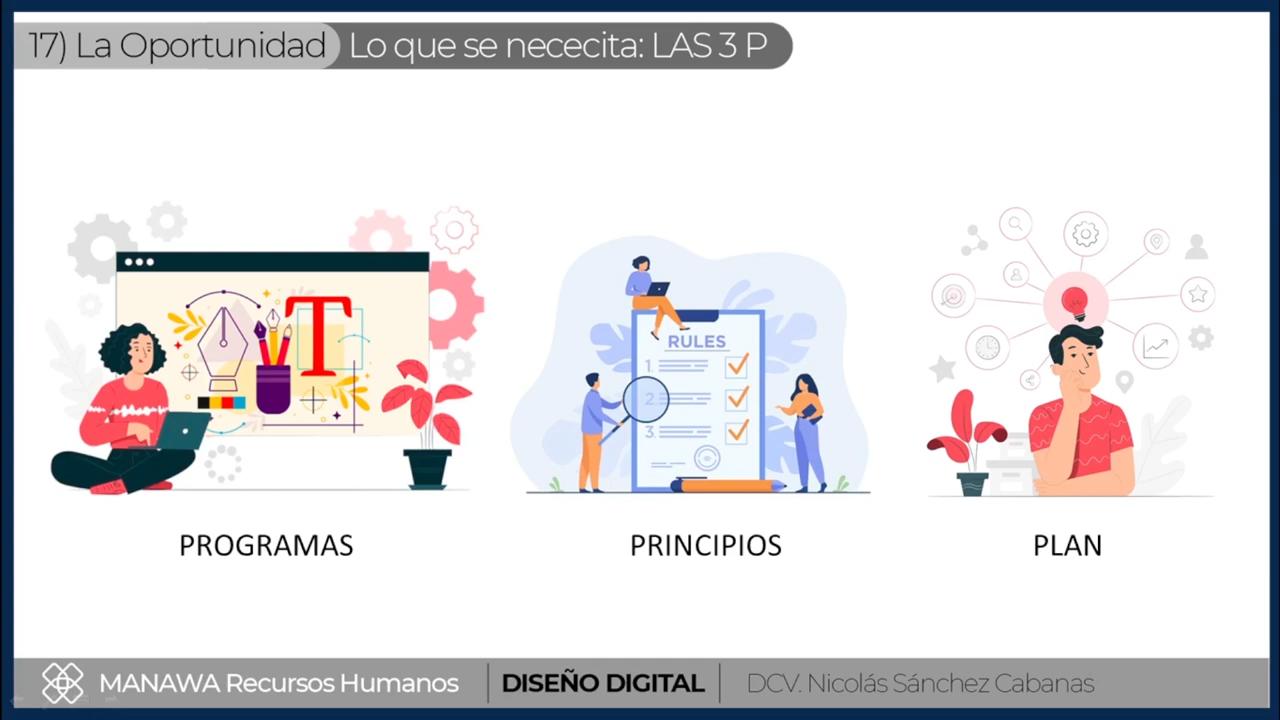 17) La Oportunidad Lo que se nececita: LAS 3 P
T
RULES
1.
2.
3.
PROGRAMAS
PRINCIPIOS
PLAN
MANAWA Recursos Humanos DISEÑO DIGITAL DCV. Nicolás Sánchez Cabanas